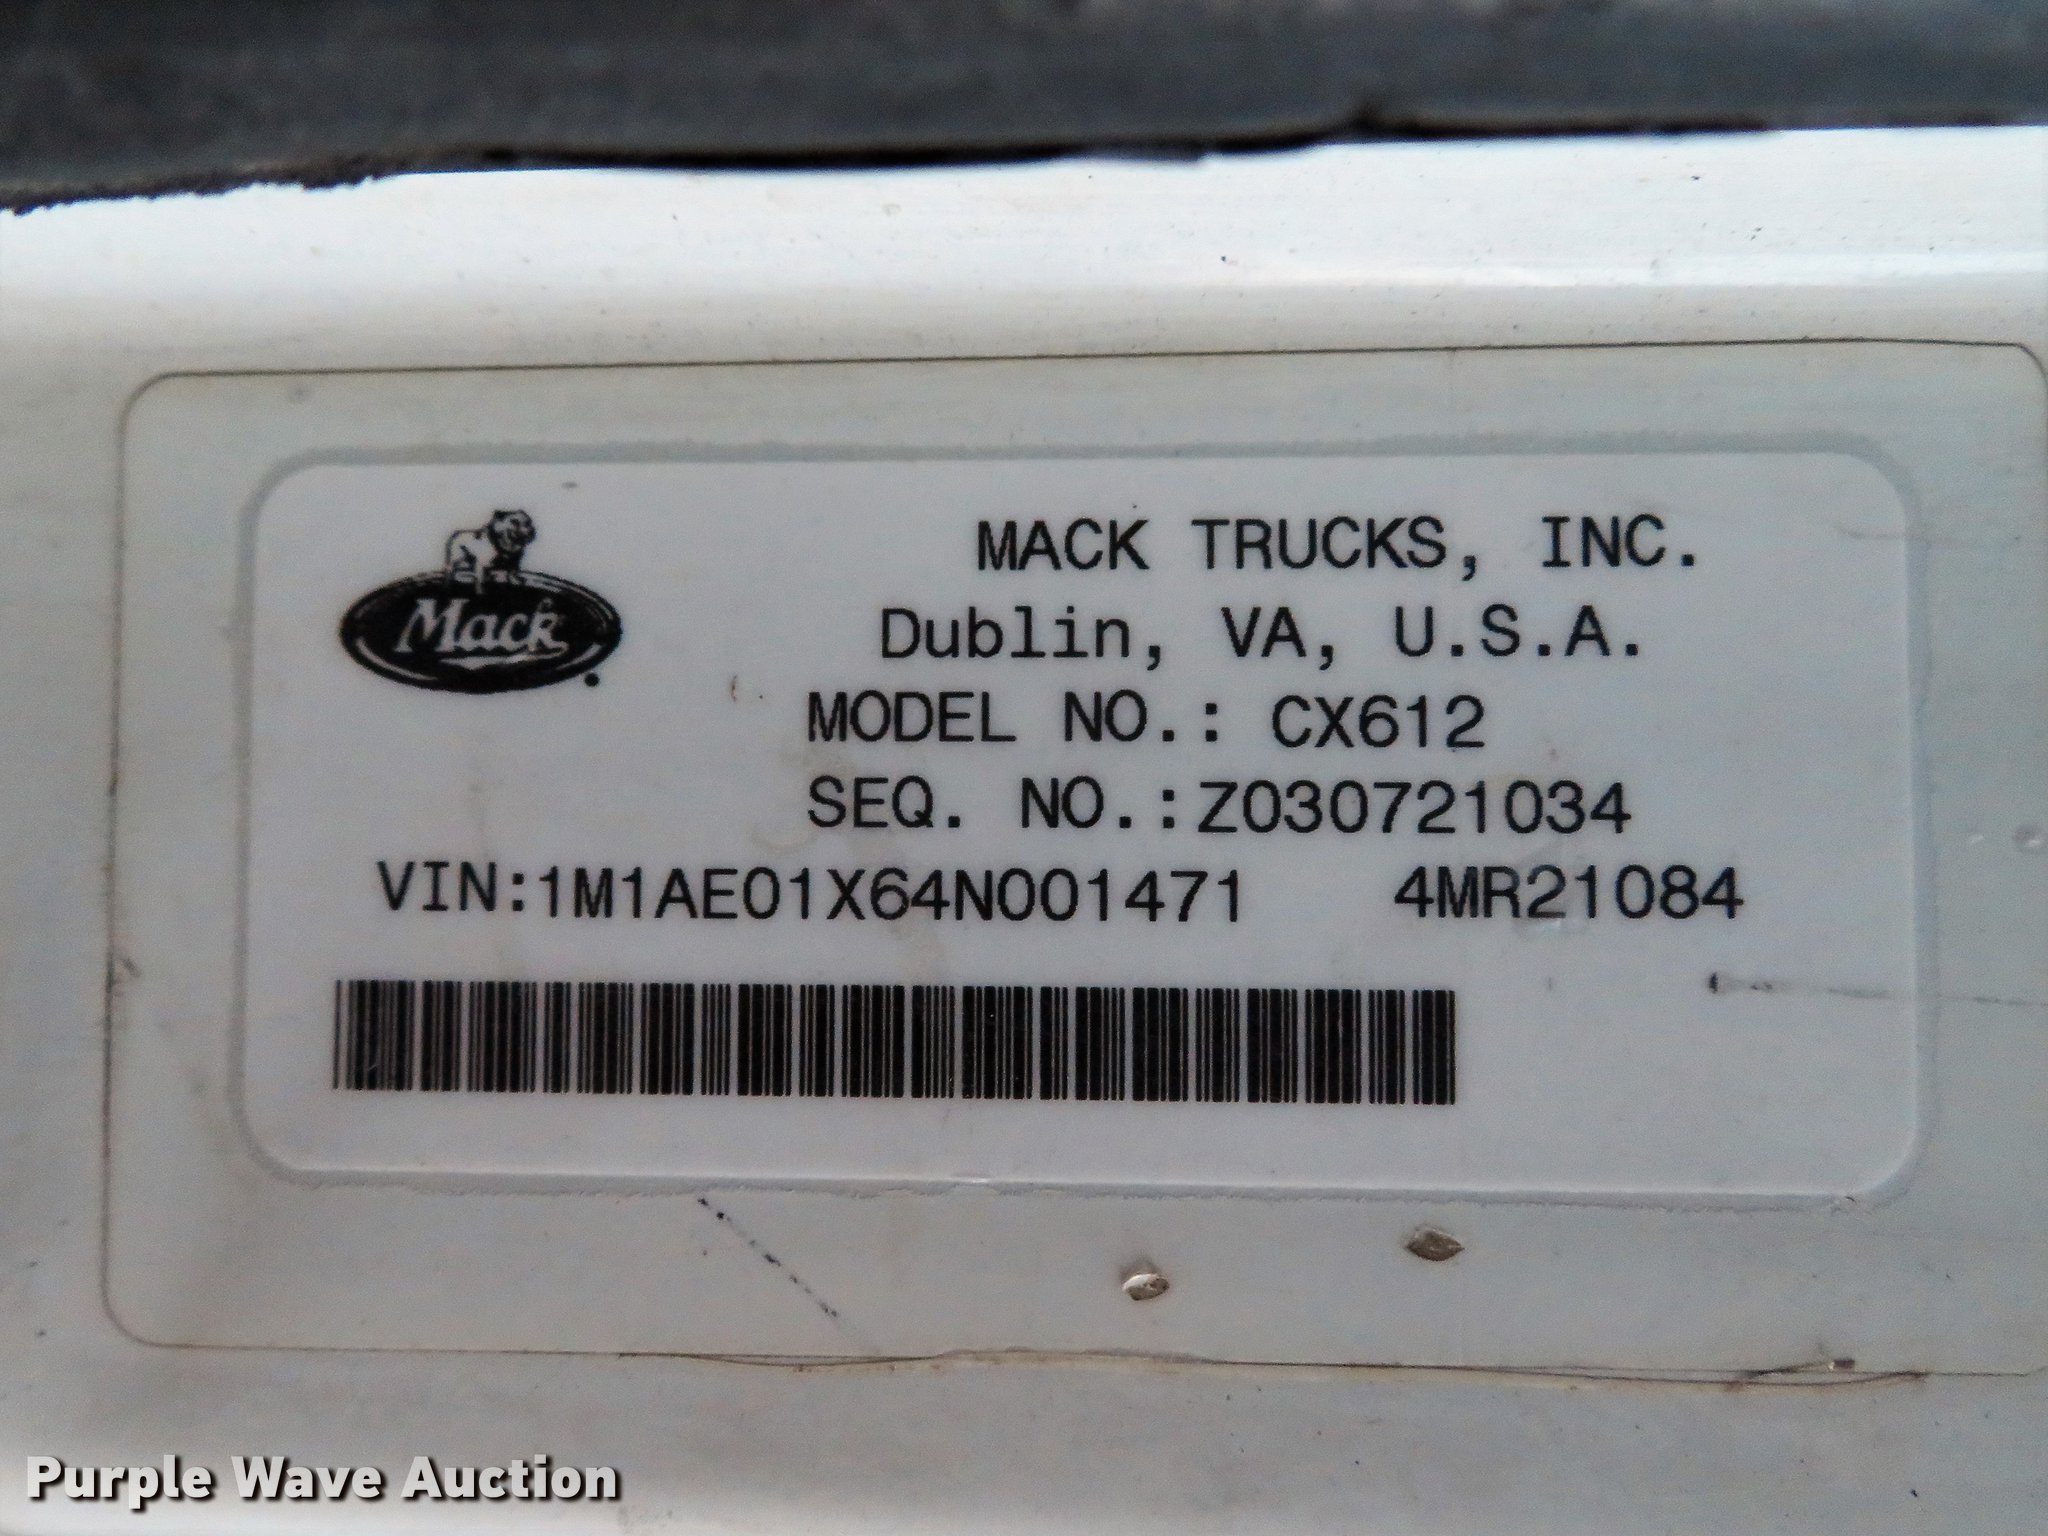 Mack
MACK TRUCKS, INC.
Dublin, VA, U.S.A.
MODEL NO.: CX612
SEQ. NO.:Z030721034
VIN:1M1AE01X64N001471 4MR21084
Purple Wave Auction